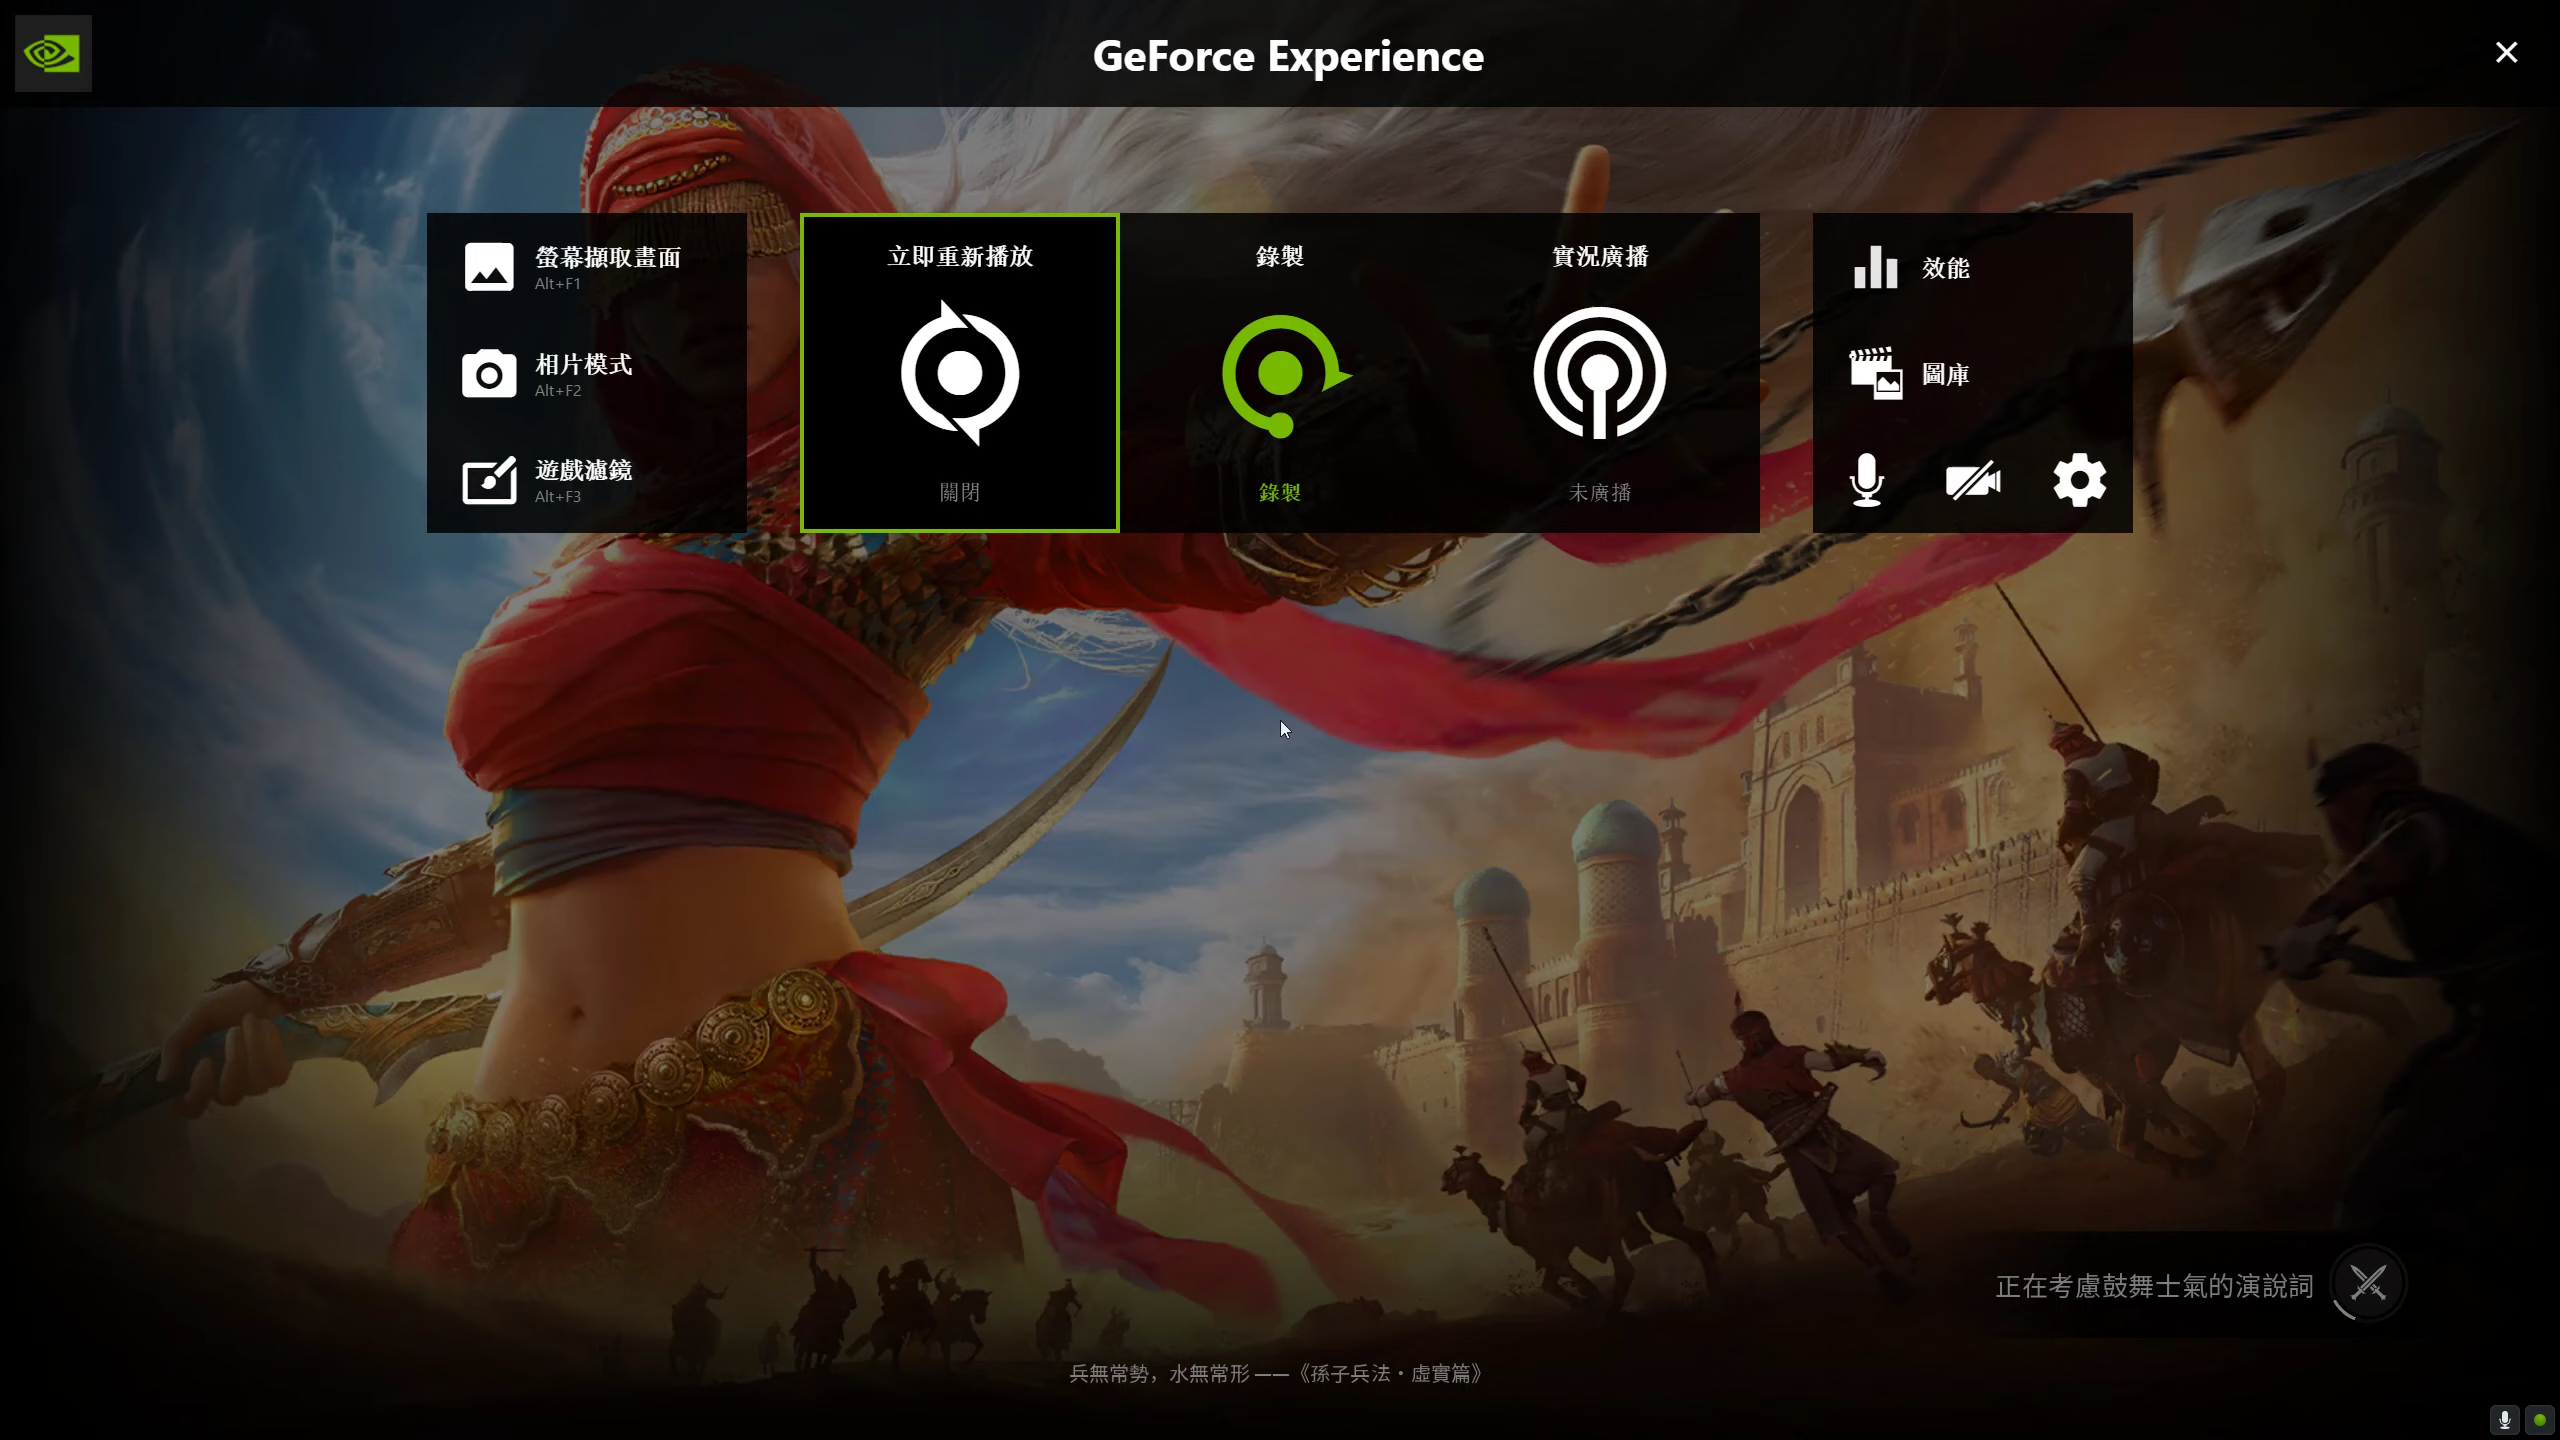 GeForce Experience
螢幕擷取畫面
Alt+F1
相片模式
Alt+F2
遊戲濾鏡
Alt+F3
立即重新播放
關閉
錄製
錄製
實況廣播
未廣播
效能
圖庫
正在考慮鼓舞士氣的演說詞
兵無常勢，水無常形 ——《孫子兵法·虛實篇》